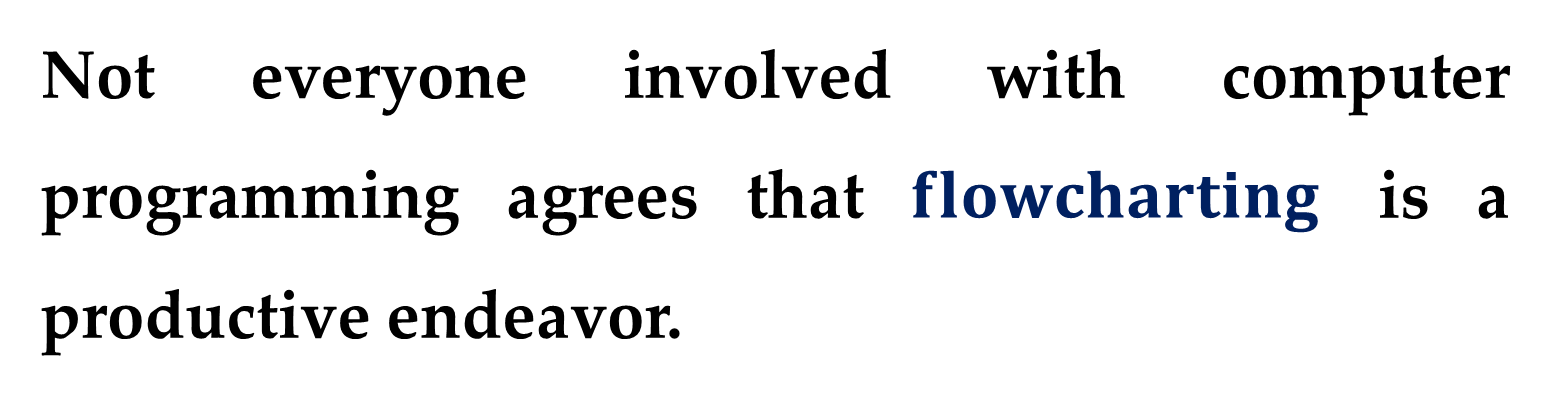 Not everyone involved with computer
programming agrees that flowcharting is a
productive endeavor.